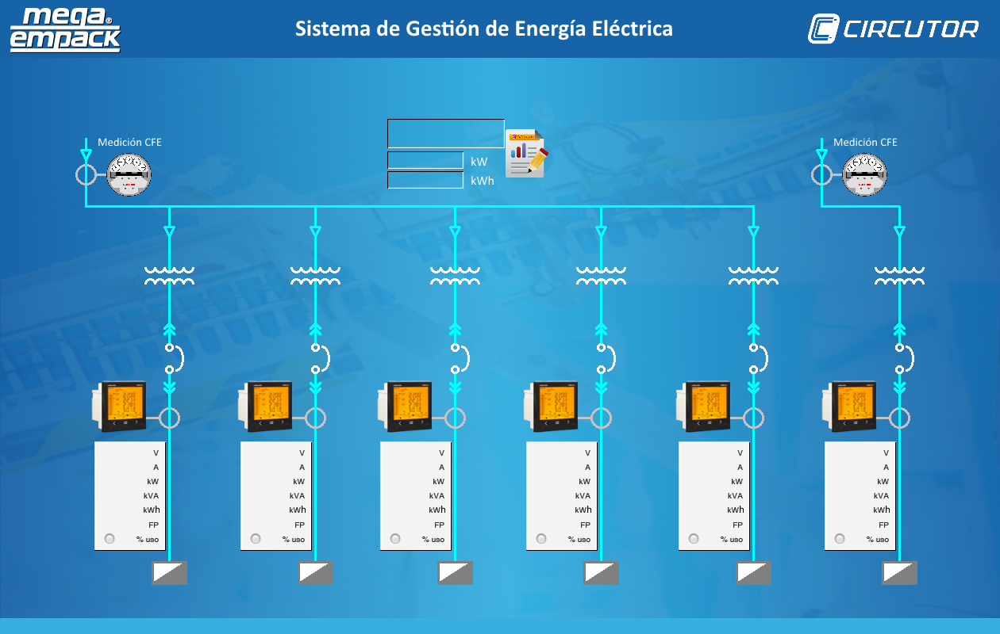 mega® empack
Sistema de Gestión de Energía Eléctrica
CIRCUTOR
Medición CFE
kW
kWh
Medición CFE
V
A
kW
kVA
kWh
FP
% uso
V
A
kW
kVA
kWh
FP
% uso
V
A
kW
kVA
kWh
FP
% uso
V
A
kW
kVA
kWh
FP
% uso
V
A
kW
kVA
kWh
FP
% uso
V
A
kW
kVA
kWh
FP
% uso